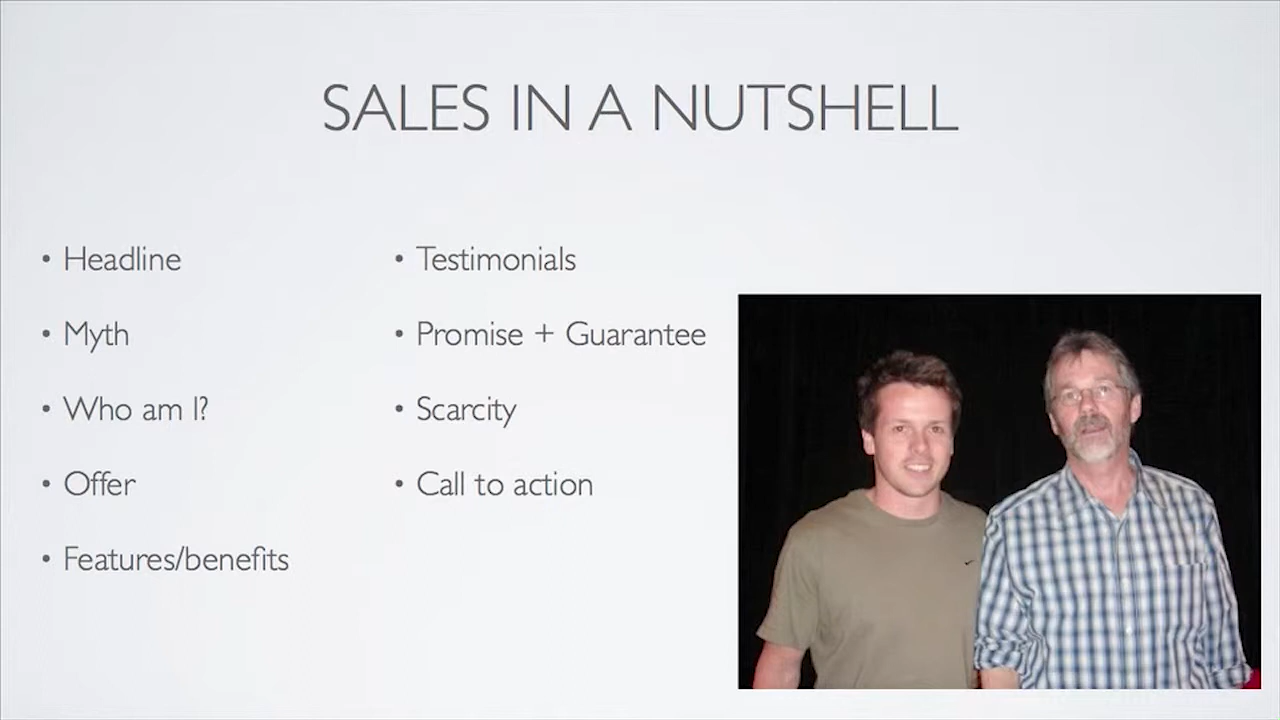 SALES IN A NUTSHELL
• Headline
• Myth
• Who am I?
• Offer
• Features/benefits
• Testimonials
• Promise + Guarantee
• Scarcity
• Call to action